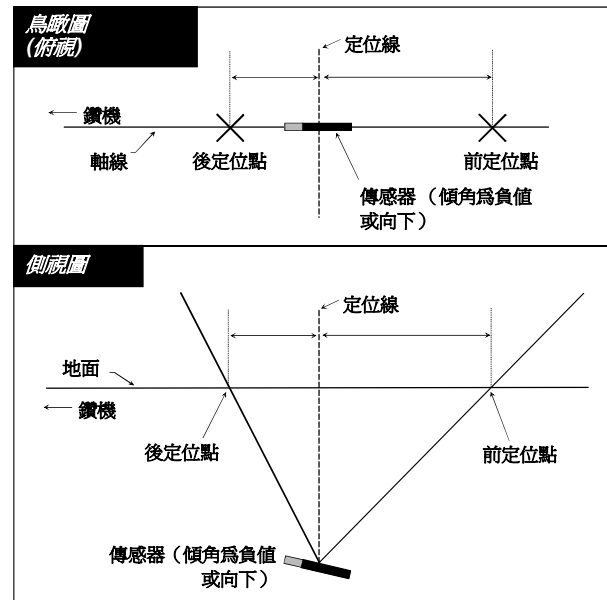 鳥瞰圖
(俯視)
定位線
鑽機
軸線
後定位點
前定位點
傳感器（傾角爲負值
或向下）
側視圖
定位線
地面
鑽機
後定位點
前定位點
傳感器（傾角爲負值
或向下）